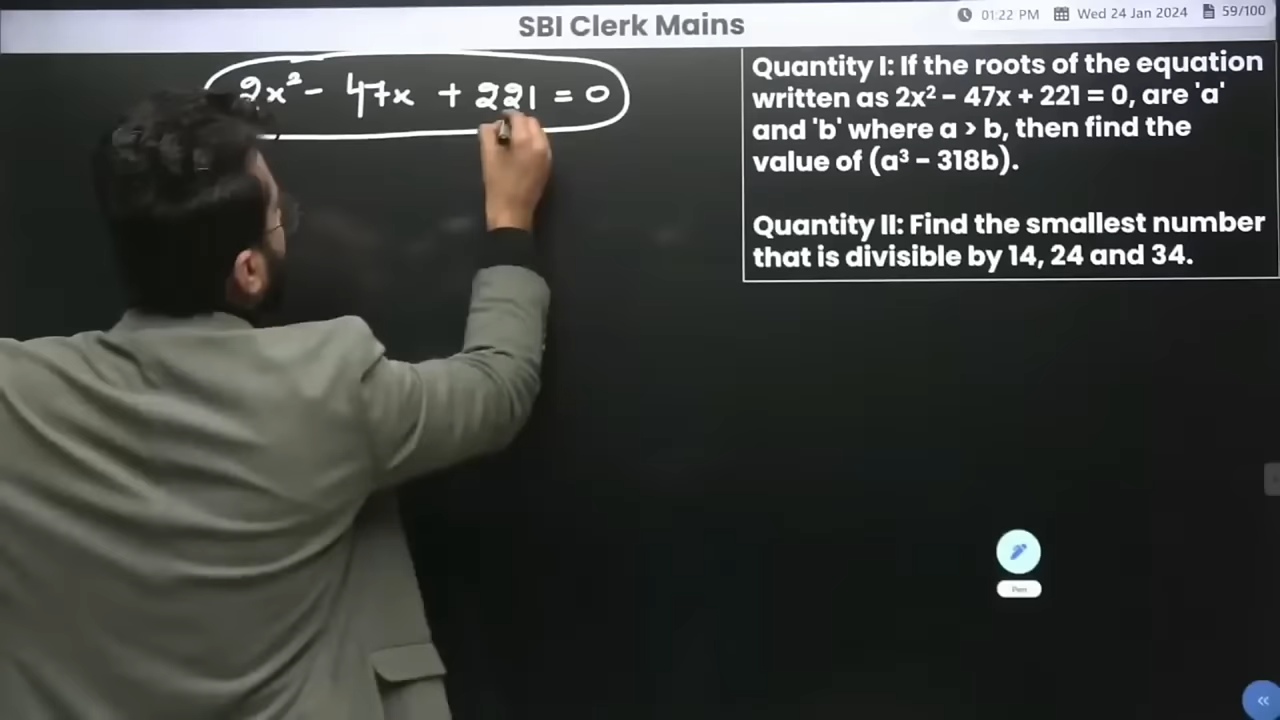 SBI Clerk Mains
01:22 PM Wed 24 Jan 2024 59/100
2x² - 47x + 221 = 0
Quantity I: If the roots of the equation
written as 2x² - 47x + 221 = 0, are 'a'
and 'b' where a > b, then find the
value of (a³ - 318b).
Quantity II: Find the smallest number
that is divisible by 14, 24 and 34.
Pen
«